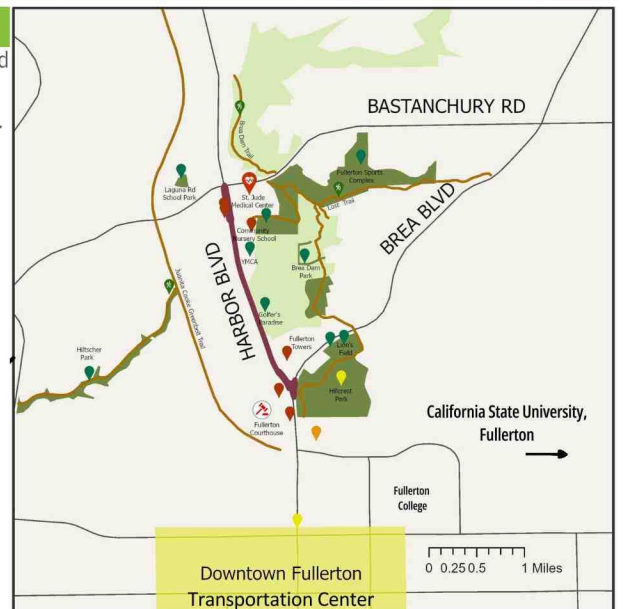 d
BASTANCHURY RD
Brea Dam Trail
Fullerton Sports
Complex
Laguna Rd
School Park
St. Jude
Medical Center
Lost Trail
BREA BLVD
Community
Nursery School
HARBOR BLVD
YMCA
Brea Dam
Park
Juanita Cooke Greenbelt Trail
Golfer's
Paradise
Hiltscher
Park
Fullerton
Towers
Lion's
Field
Hillcrest
Park
California State University,
Fullerton
Fullerton
Courthouse
Fullerton
College
0 0.25 0.5 1 Miles
Downtown Fullerton
Transportation Center